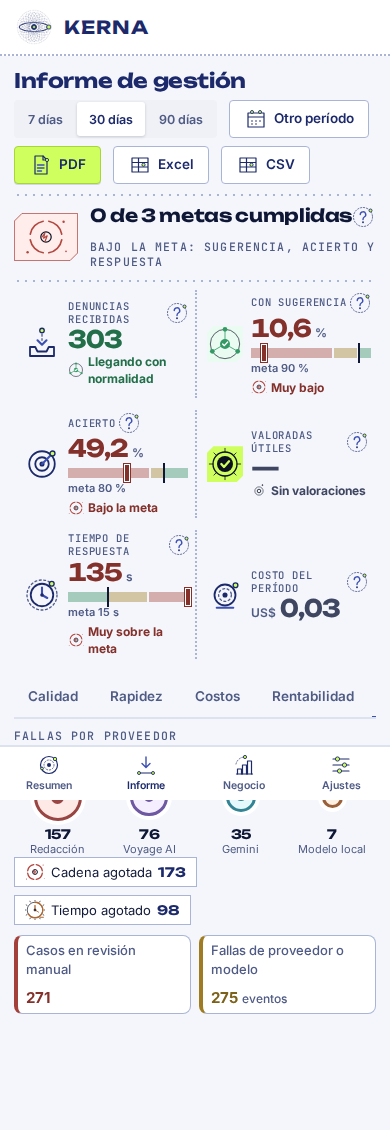 KERNA
Informe de gestión
7 días
30 días
90 días
Otro período
PDF
Excel
CSV
0 de 3 metas cumplidas
?
BAJO LA META: SUGERENCIA, ACIERTO Y
RESPUESTA
DENUNCIAS
RECIBIDAS
?
303
Llegando con
normalidad
CON SUGERENCIA
?
10,6 %
meta 90 %
Muy bajo
ACIERTO
?
49,2 %
meta 80 %
Bajo la meta
VALORADAS
ÚTILES
?
—
Sin valoraciones
TIEMPO DE
RESPUESTA
?
135 s
meta 15 s
Muy sobre la
meta
COSTO DEL
PERÍODO
?
US$ 0,03
Calidad
Rapidez
Costos
Rentabilidad
FALLAS POR PROVEEDOR
Resumen
Informe
Negocio
Ajustes
157
Redacción
76
Voyage AI
35
Gemini
7
Modelo local
Cadena agotada 173
Tiempo agotado 98
Casos en revisión
manual
271
Fallas de proveedor o
modelo
275 eventos